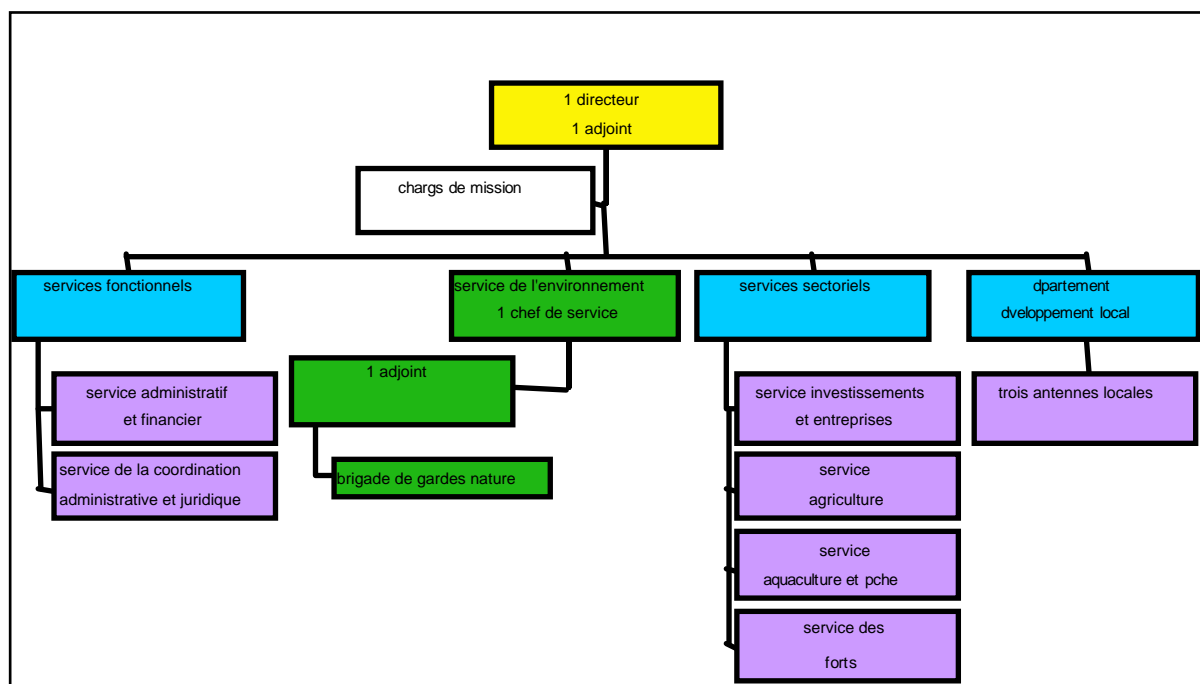 1 directeur
1 adjoint
chargs de mission
services fonctionnels
service de l'environnement
1 chef de service
services sectoriels
dpartement
dveloppement local
service administratif
et financier
service de la coordination
administrative et juridique
1 adjoint
brigade de gardes nature
service investissements
et entreprises
service
agriculture
service
aquaculture et pche
service des
forts
trois antennes locales